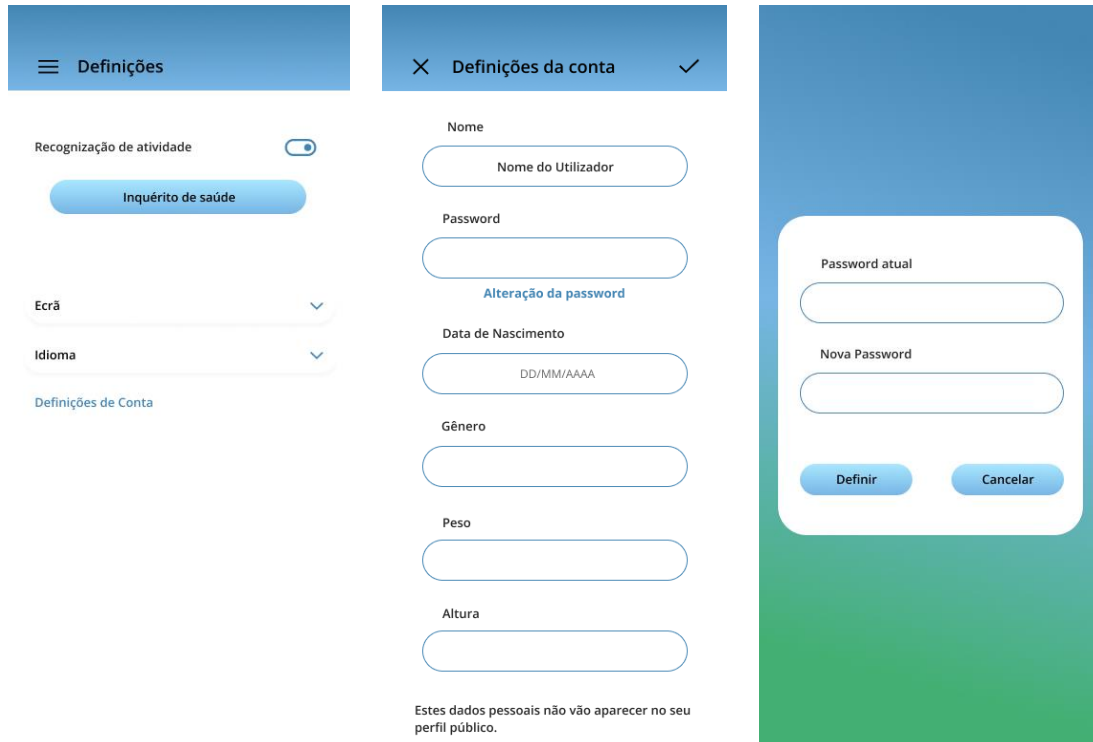 Definições
Recognização de atividade
Inquérito de saúde
Ecrã
Idioma
Definições de Conta
Definições da conta
Nome
Nome do Utilizador
Password
Alteração da password
Data de Nascimento
DD/MM/AAAA
Gênero
Peso
Altura
Estes dados pessoais não vão aparecer no seu
perfil público.
Password atual
Nova Password
Definir
Cancelar